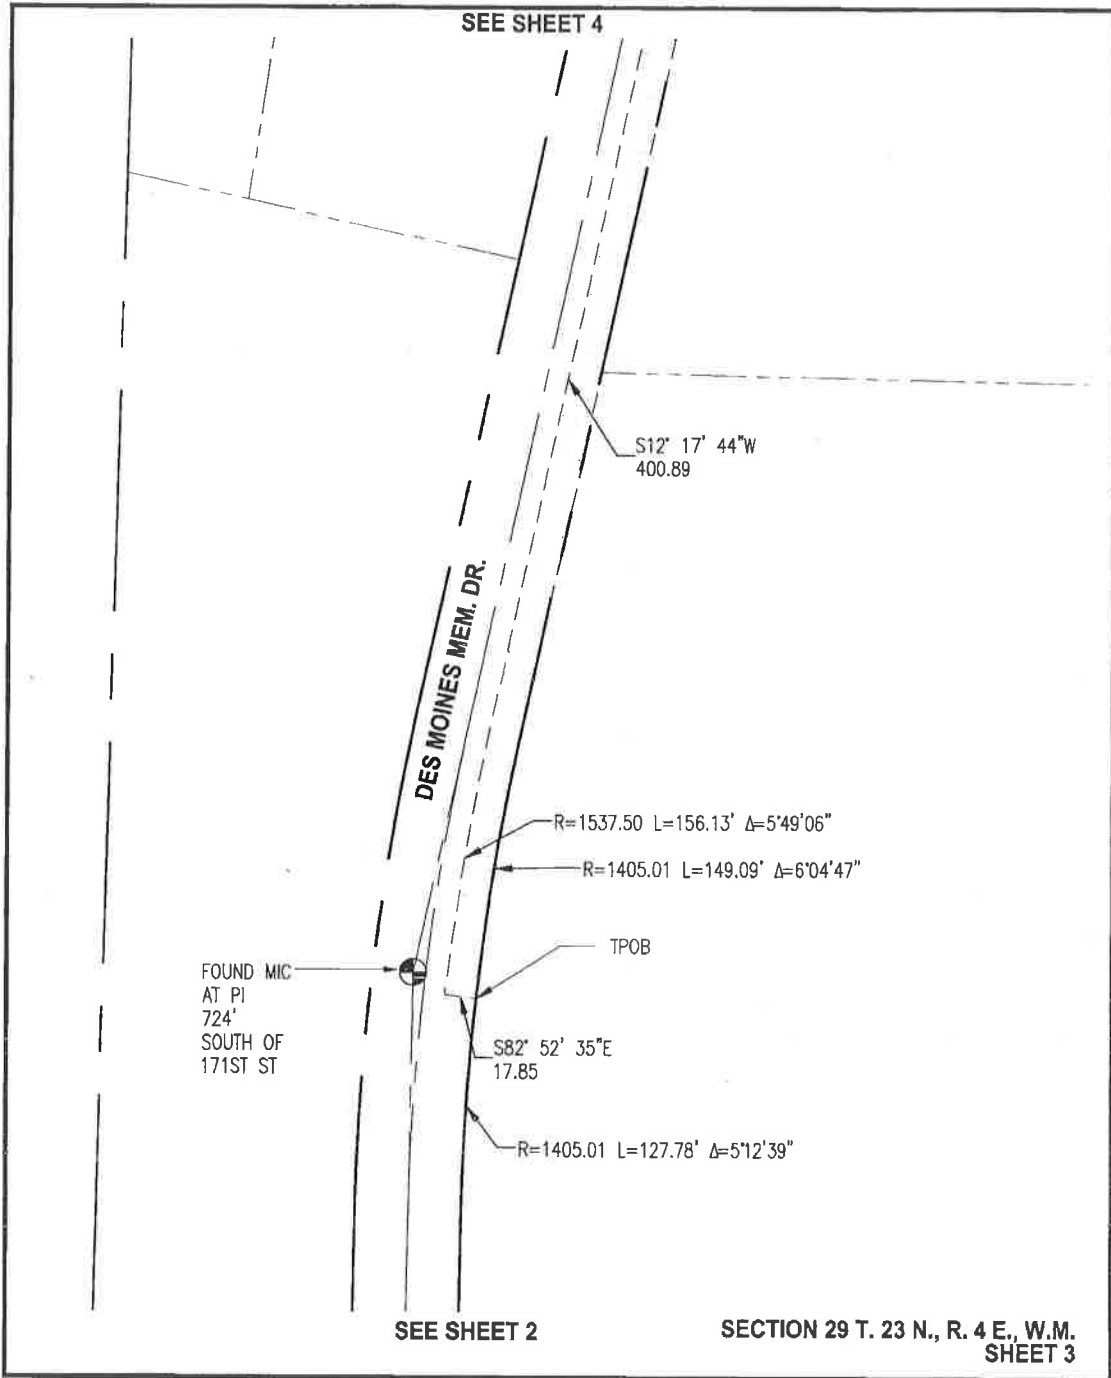 SEE SHEET 4
S12° 17' 44"W
400.89
DES MOINES MEM. DR.
R=1537.50 L=156.13' Δ=5°49'06"
R=1405.01 L=149.09' Δ=6°04'47"
TPOB
FOUND MIC
AT PI
724'
SOUTH OF
171ST ST
S82° 52' 35"E
17.85
R=1405.01 L=127.78' Δ=5°12'39"
SEE SHEET 2
SECTION 29 T. 23 N., R. 4 E., W.M.
SHEET 3